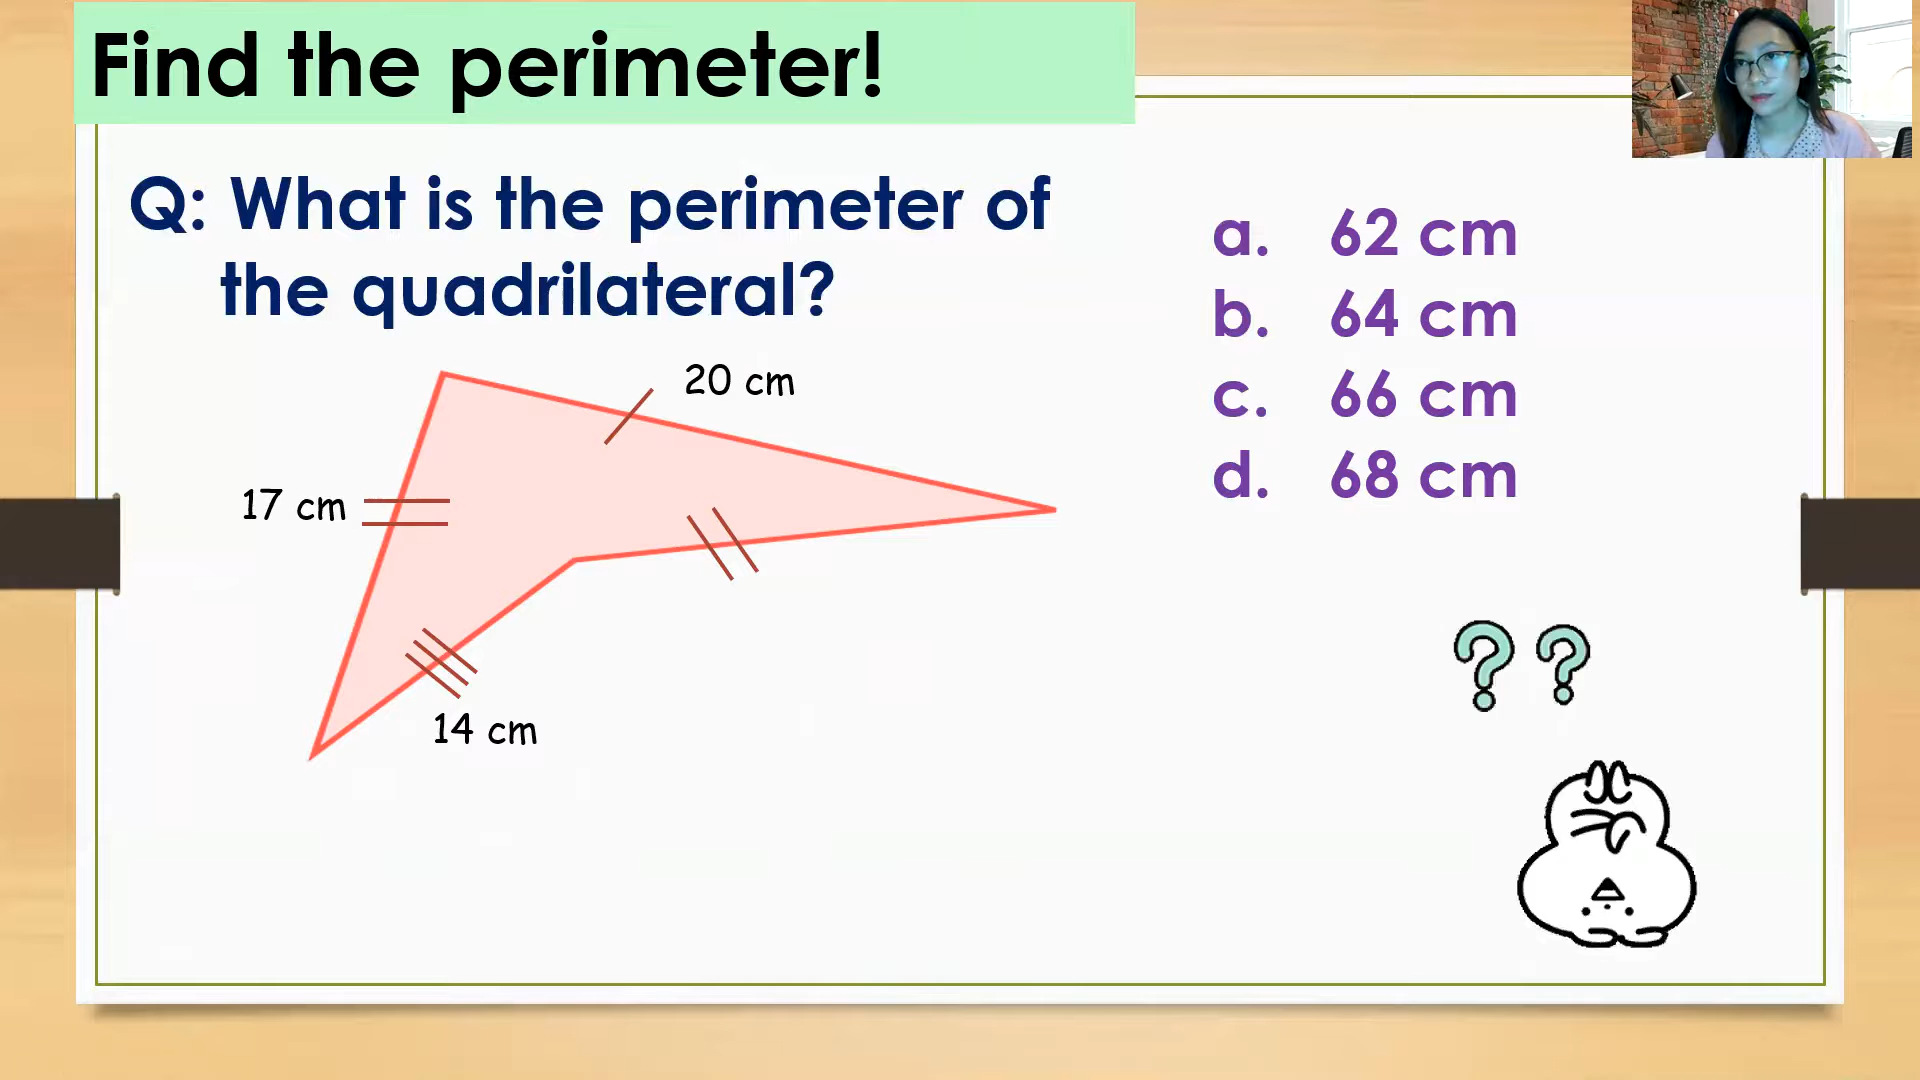 Find the perimeter!
Q: What is the perimeter of
the quadrilateral?
a. 62 cm
b. 64 cm
c. 66 cm
d. 68 cm
20 cm
17 cm
14 cm
??